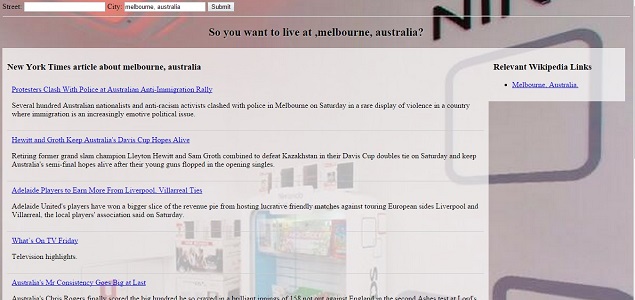 Street: City: melbourne, australia Submit
So you want to live at ,melbourne, australia?
New York Times article about melbourne, australia
Protesters Clash With Police at Australian Anti-Immigration Rally
Several hundred Australian nationalists and anti-racism activists clashed with police in Melbourne on Saturday in a rare display of violence in a country
where immigration is an increasingly emotive political issue.
Hewitt and Groth Keep Australia's Davis Cup Hopes Alive
Retiring former grand slam champion Lleyton Hewitt and Sam Groth combined to defeat Kazakhstan in their Davis Cup doubles tie on Saturday and keep
Australia's semi-final hopes alive after their young guns flopped in the opening singles.
Adelaide Players to Earn More From Liverpool, Villarreal Ties
Adelaide United's players have won a bigger slice of the revenue pie from hosting lucrative friendly matches against touring European sides Liverpool and
Villarreal, the local players' association said on Saturday.
What's On TV Friday
Television highlights.
Australia's Mr Consistency Goes Big at Last
Australia's Chris Rogers finally scored the big hundred he so craved in a brilliant innings of 158 not out against England in the second Ashes test at Lord's
Relevant Wikipedia Links
Melbourne, Australia.
NIK